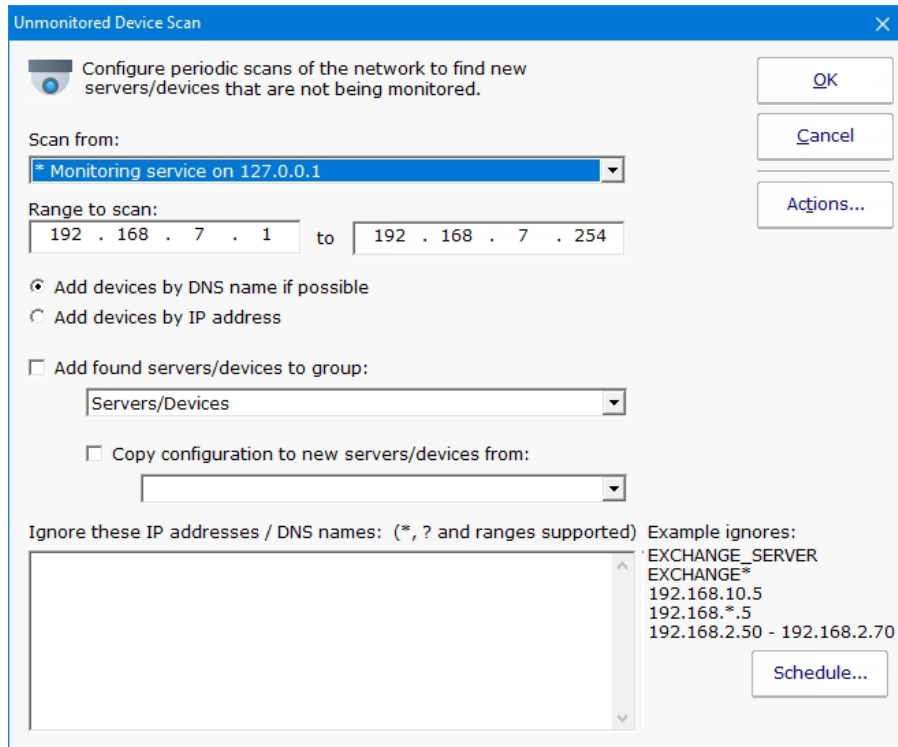 Unmonitored Device Scan
Configure periodic scans of the network to find new
servers/devices that are not being monitored.
OK
Cancel
Actions...
Scan from:
* Monitoring service on 127.0.0.1
Range to scan:
192 . 168 . 7 . 1 to 192 . 168 . 7 . 254
Add devices by DNS name if possible
Add devices by IP address
Add found servers/devices to group:
Servers/Devices
Copy configuration to new servers/devices from:
Ignore these IP addresses / DNS names: (*, ? and ranges supported)
Example ignores:
EXCHANGE_SERVER
EXCHANGE*
192.168.10.5
192.168.*.5
192.168.2.50 - 192.168.2.70
Schedule...